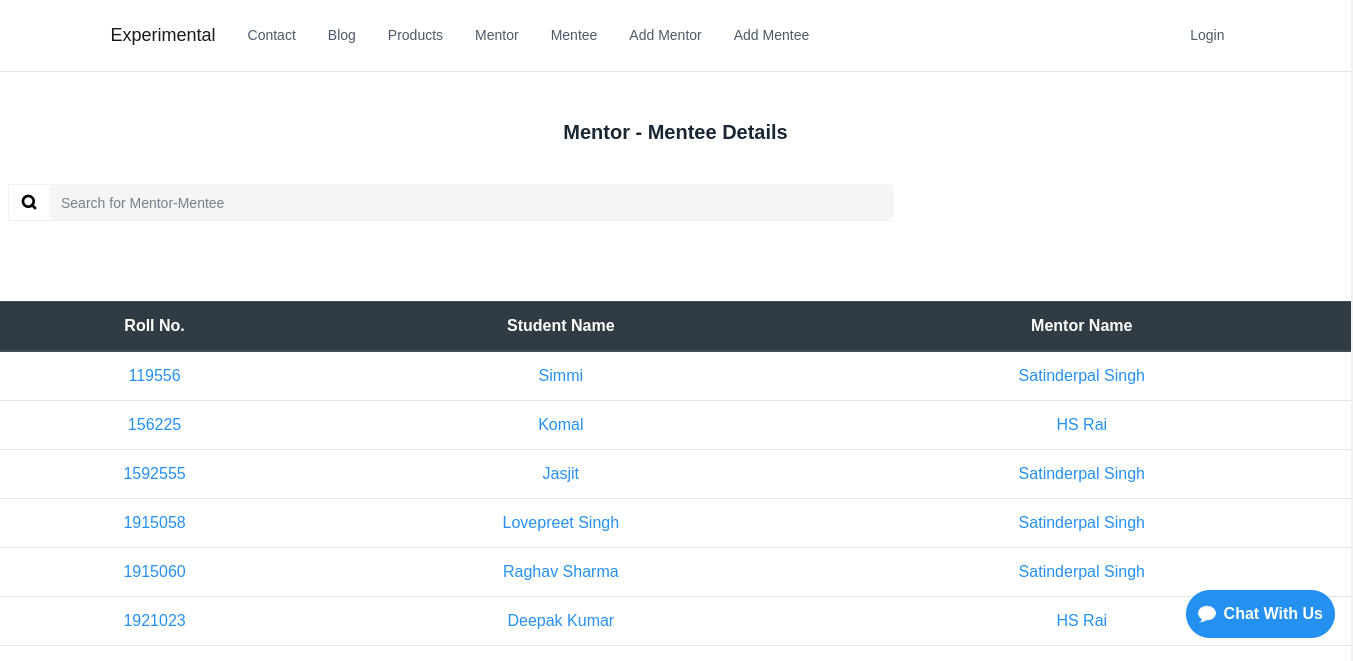 Experimental Contact Blog Products Mentor Mentee Add Mentor Add Mentee Login
Mentor - Mentee Details
Search for Mentor-Mentee
Roll No. Student Name Mentor Name
119556 Simmi Satinderpal Singh
156225 Komal HS Rai
1592555 Jasjit Satinderpal Singh
1915058 Lovepreet Singh Satinderpal Singh
1915060 Raghav Sharma Satinderpal Singh
1921023 Deepak Kumar HS Rai
Chat With Us